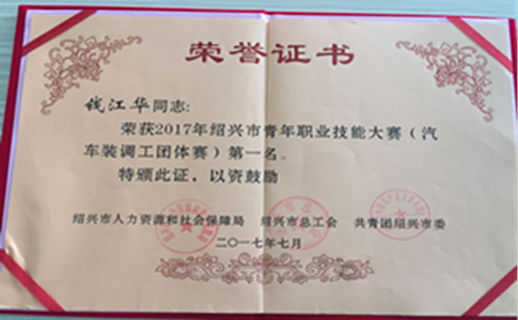 荣誉证书
钱江华同志:
荣获2017年绍兴市青年职业技能大赛(汽
车装调工团体赛)第一名。
特颁此证,以资鼓励
绍兴市人力资源和社会保障局 绍兴市总工会 共青团绍兴市委
二〇一七年七月